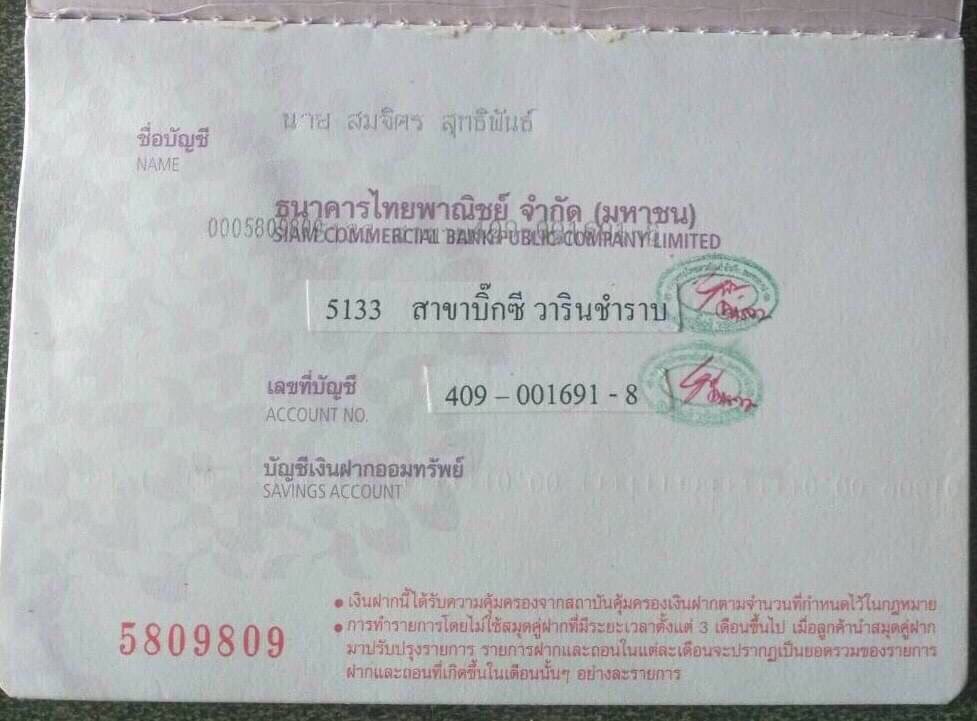 นาย สมจิตร สุทธิพันธ์
ชื่อบัญชี
NAME
ธนาคารไทยพาณิชย์ จำกัด (มหาชน)
0005809809
SIAM COMMERCIAL BANK PUBLIC COMPANY LIMITED
5133 สาขาบิ๊กซี วารินชำราบ
เลขที่บัญชี
409 – 001691 - 8
ACCOUNT NO.
บัญชีเงินฝากออมทรัพย์
SAVINGS ACCOUNT
• เงินฝากนี้ได้รับความคุ้มครองจากสถาบันคุ้มครองเงินฝากตามจำนวนที่กำหนดไว้ในกฎหมาย
• การทำรายการโดยไม่ใช้สมุดคู่ฝากที่มีระยะเวลาตั้งแต่ 3 เดือนขึ้นไป เมื่อลูกค้านำสมุดคู่ฝาก
มาปรับปรุงรายการ รายการฝากและถอนในแต่ละเดือนจะปรากฏเป็นยอดรวมของรายการ
ฝากและถอนที่เกิดขึ้นในเดือนนั้นๆ อย่างละรายการ
5809809